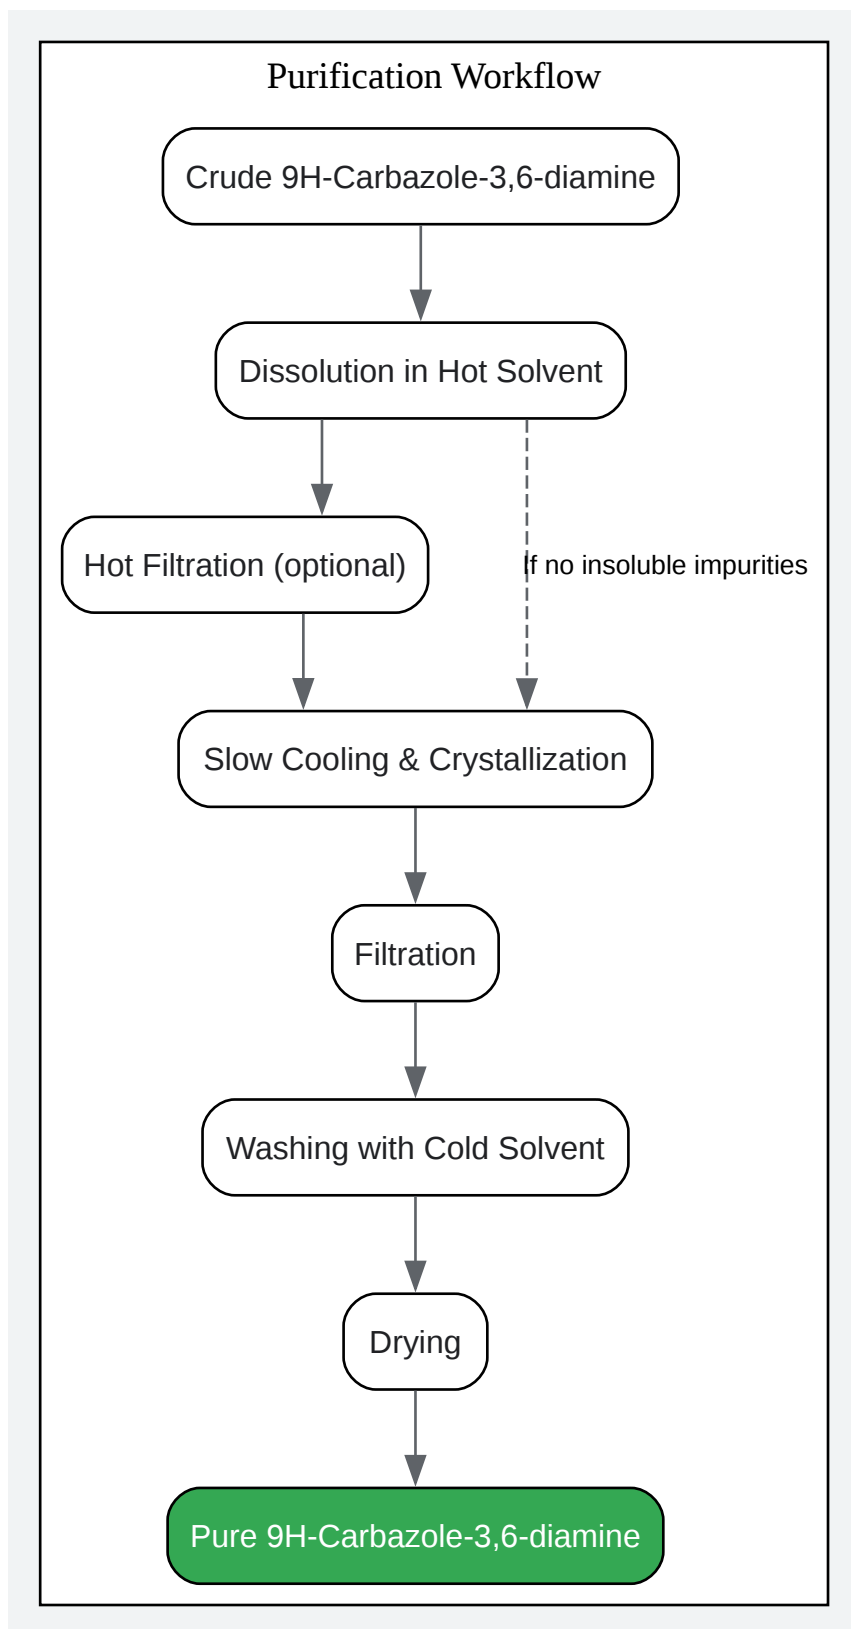 Purification Workflow
Crude 9H-Carbazole-3,6-diamine
Dissolution in Hot Solvent
Hot Filtration (optional)
If no insoluble impurities
Slow Cooling & Crystallization
Filtration
Washing with Cold Solvent
Drying
Pure 9H-Carbazole-3,6-diamine